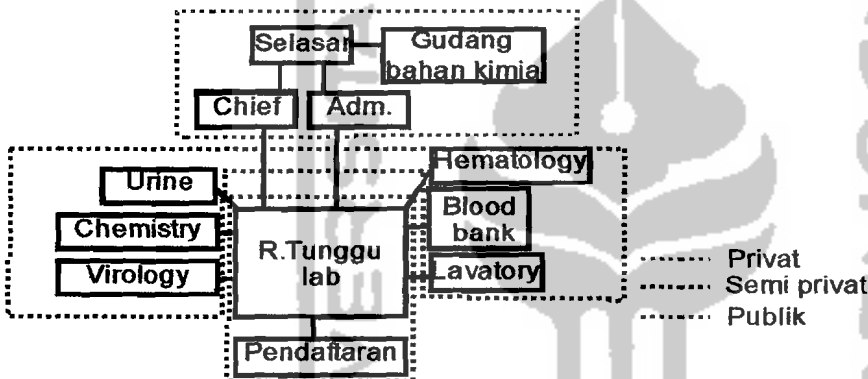 Selasar
Gudang
bahan kimia
Chief
Adm.
Urine
Chemistry
Virology
R.Tunggu
lab
Hematology
Blood
bank
Lavatory
Pendaftaran
Privat
Semi privat
Publik